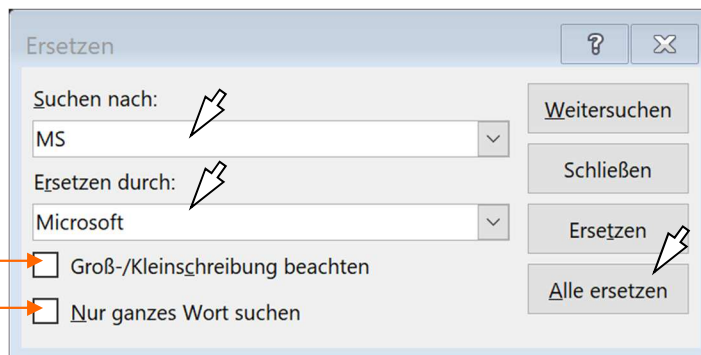 Ersetzen
Suchen nach:
MS
Ersetzen durch:
Microsoft
Groß-/Kleinschreibung beachten
Nur ganzes Wort suchen
Weitersuchen
Schließen
Ersetzen
Alle ersetzen